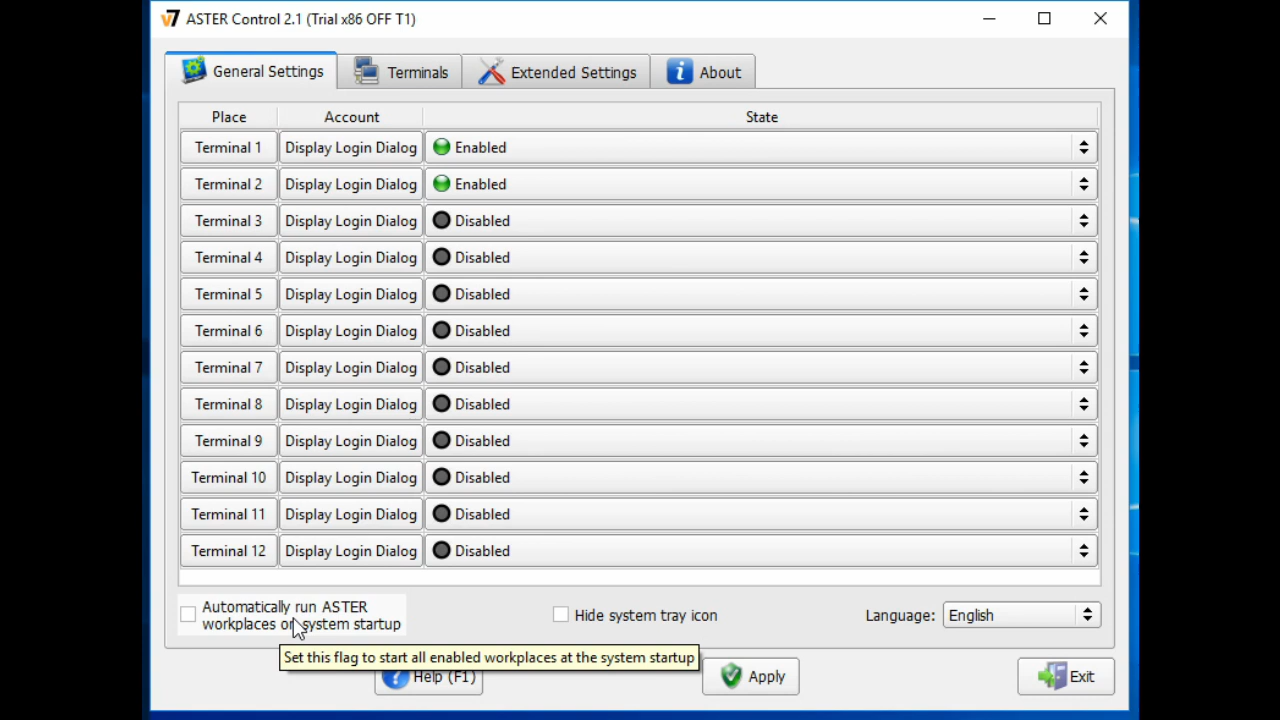 V7 ASTER Control 2.1 (Trial x86 OFF T1)
General Settings Terminals Extended Settings i About
Place Account State
Terminal 1 Display Login Dialog Enabled
Terminal 2 Display Login Dialog Enabled
Terminal 3 Display Login Dialog Disabled
Terminal 4 Display Login Dialog Disabled
Terminal 5 Display Login Dialog Disabled
Terminal 6 Display Login Dialog Disabled
Terminal 7 Display Login Dialog Disabled
Terminal 8 Display Login Dialog Disabled
Terminal 9 Display Login Dialog Disabled
Terminal 10 Display Login Dialog Disabled
Terminal 11 Display Login Dialog Disabled
Terminal 12 Display Login Dialog Disabled
Automatically run ASTER
workplaces on system startup
Hide system tray icon
Language: English
Set this flag to start all enabled workplaces at the system startup
? Help (F1) Apply Exit